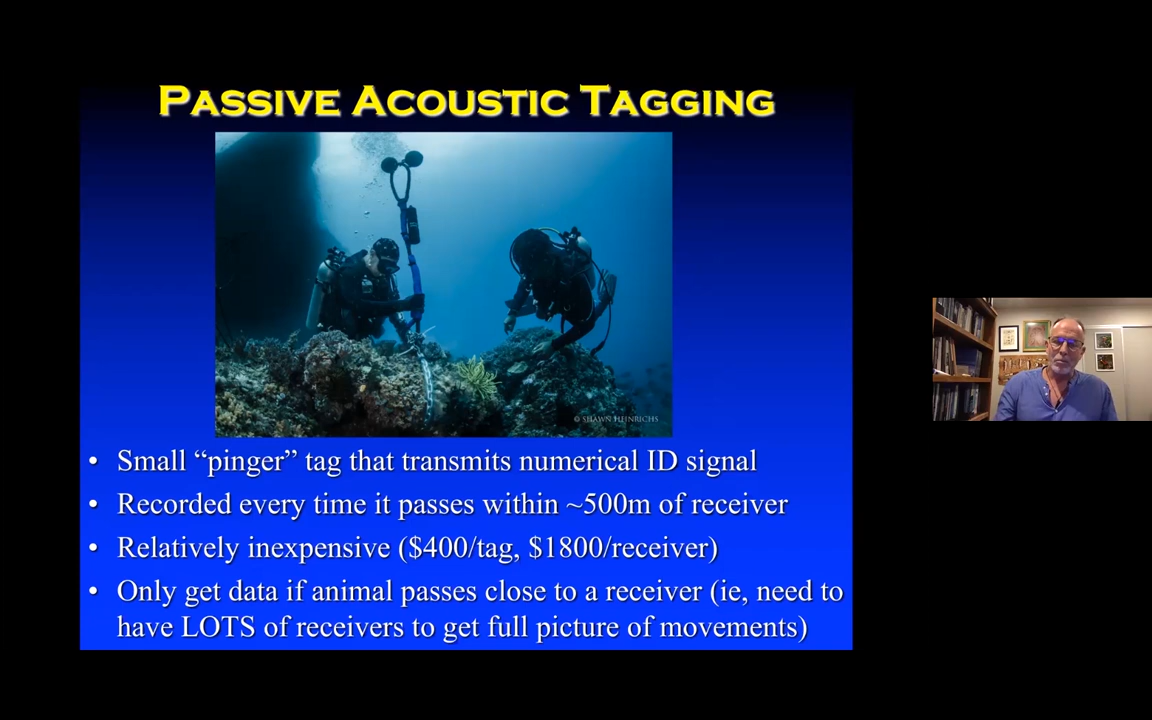 PASSIVE ACOUSTIC TAGGING
© SHAWN HEINRICHS
• Small “pinger” tag that transmits numerical ID signal
• Recorded every time it passes within ~500m of receiver
• Relatively inexpensive ($400/tag, $1800/receiver)
• Only get data if animal passes close to a receiver (ie, need to
have LOTS of receivers to get full picture of movements)